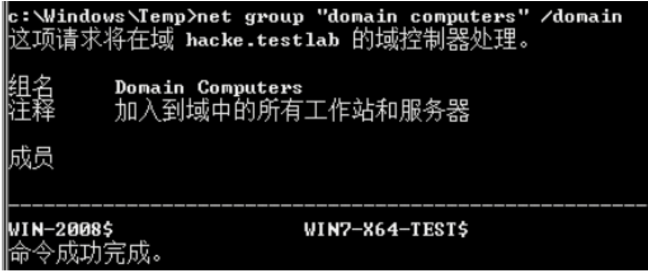 c:\Windows\Temp>net group "domain computers" /domain
这项请求将在域 hacke.testlab 的域控制器处理。
组名 Domain Computers
注释 加入到域中的所有工作站和服务器
成员
-------------------------------------------------------------------------------
WIN-2008$ WIN7-X64-TEST$
命令成功完成。